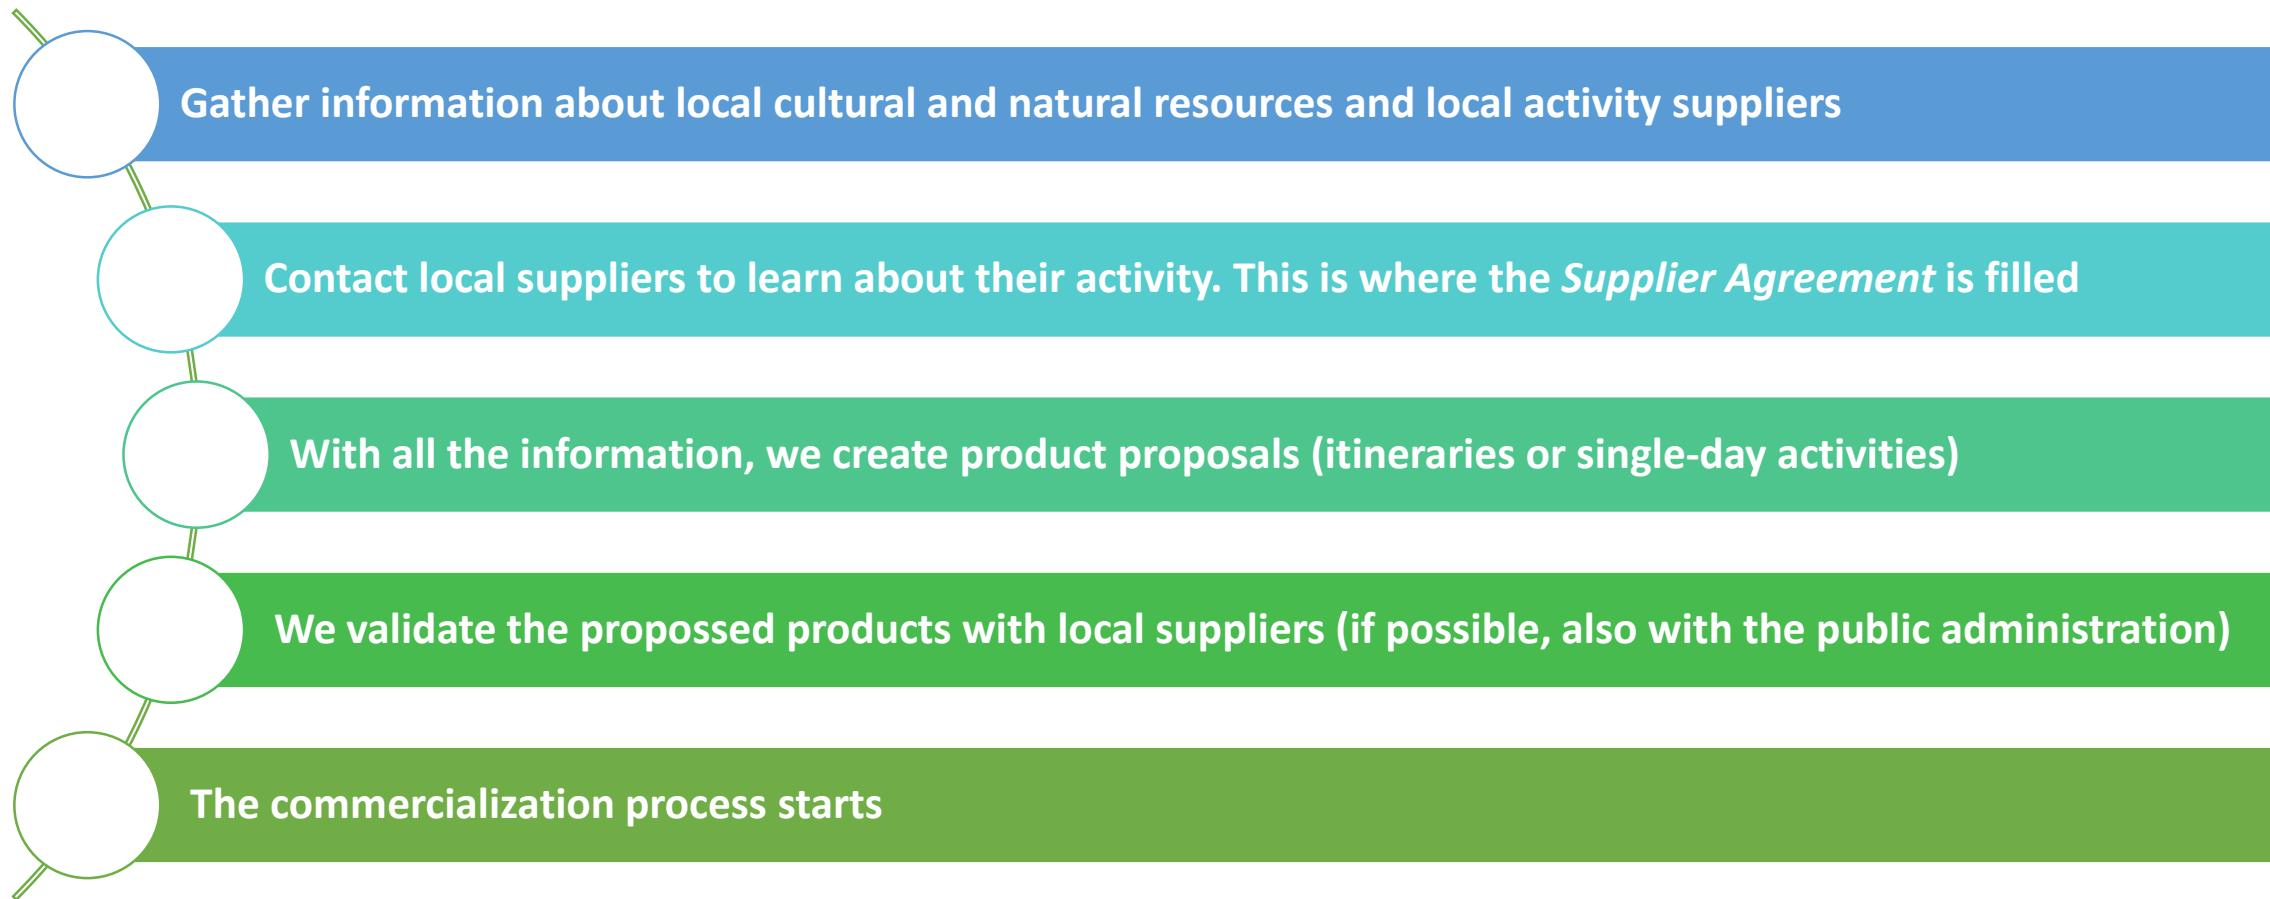 Gather information about local cultural and natural resources and local activity suppliers
Contact local suppliers to learn about their activity. This is where the Supplier Agreement is filled
With all the information, we create product proposals (itineraries or single-day activities)
We validate the propossed products with local suppliers (if possible, also with the public administration)
The commercialization process starts